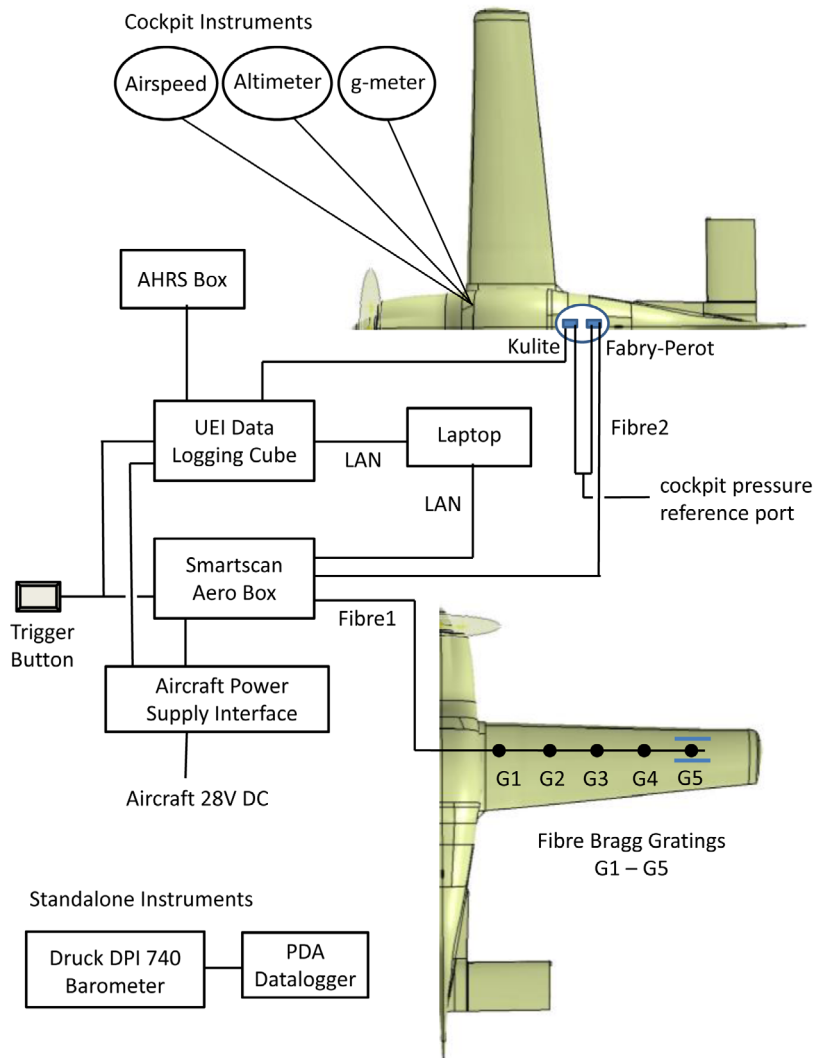 Cockpit Instruments
Airspeed
Altimeter
g-meter
AHRS Box
Kulite
Fabry-Perot
UEI Data
Logging Cube
LAN
Laptop
Fibre2
LAN
cockpit pressure
reference port
Smartscan
Aero Box
Fibre1
Trigger
Button
Aircraft Power
Supply Interface
Aircraft 28V DC
G1
G2
G3
G4
G5
Fibre Bragg Gratings
G1 – G5
Standalone Instruments
Druck DPI 740
Barometer
PDA
Datalogger